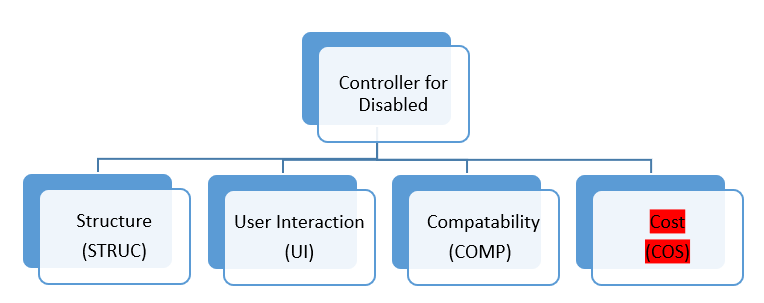 Controller for
Disabled
Structure
(STRUC)
User Interaction
(UI)
Compatability
(COMP)
Cost
(COS)